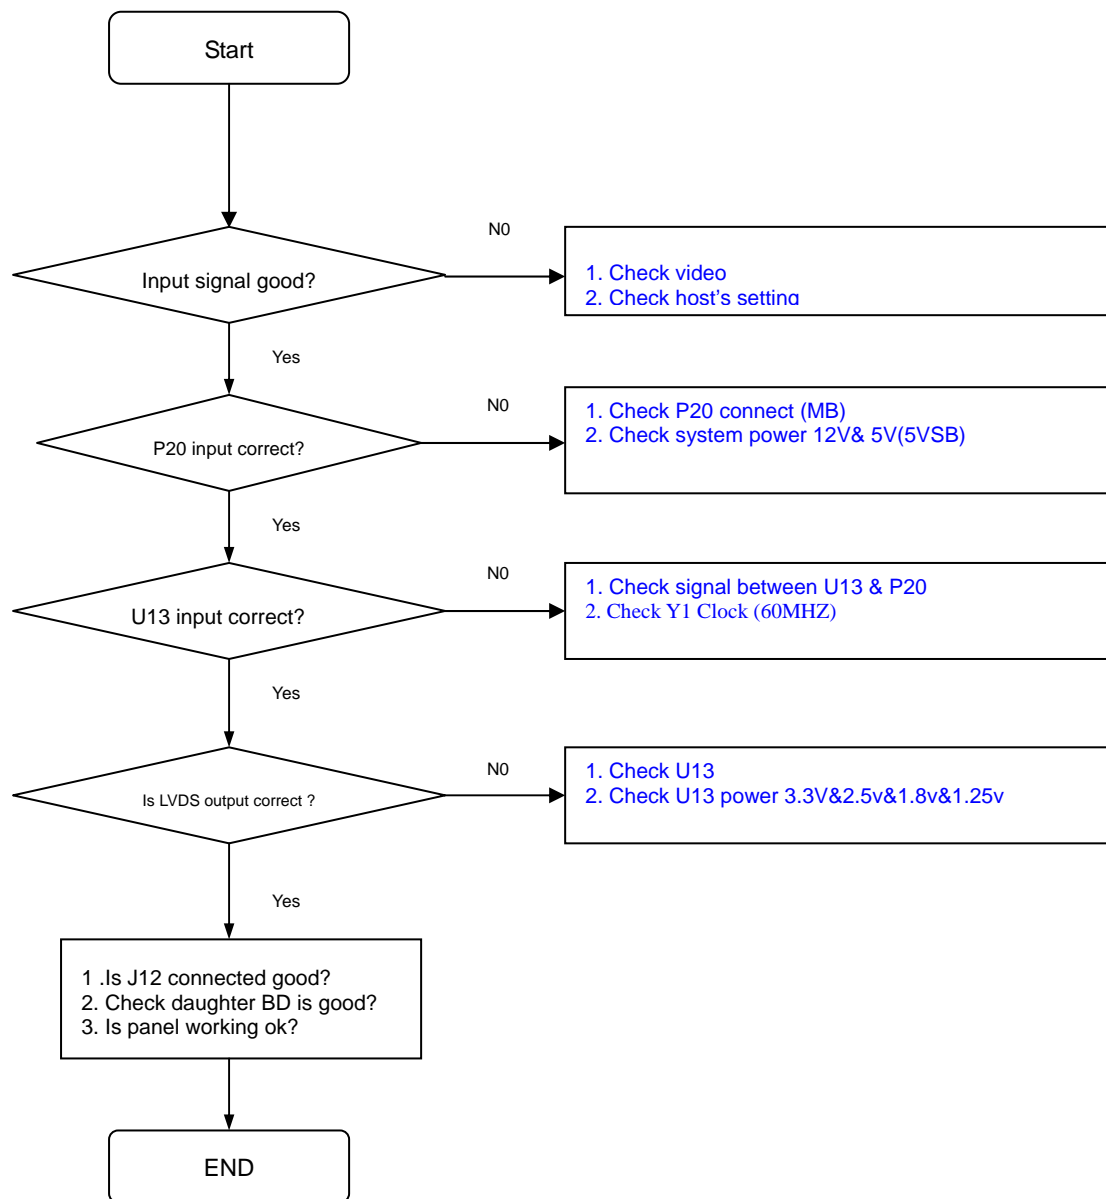 Start
N0
Input signal good?
1. Check video
2. Check host's setting
Yes
N0
P20 input correct?
1. Check P20 connect (MB)
2. Check system power 12V& 5V(5VSB)
Yes
N0
U13 input correct?
1. Check signal between U13 & P20
2. Check Y1 Clock (60MHZ)
Yes
N0
Is LVDS output correct ?
1. Check U13
2. Check U13 power 3.3V&2.5v&1.8v&1.25v
Yes
1 .Is J12 connected good?
2. Check daughter BD is good?
3. Is panel working ok?
END